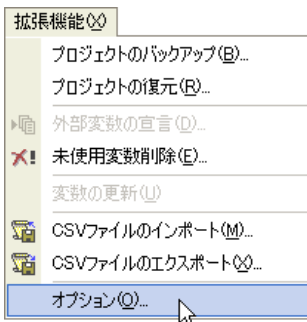 拡張機能(X)
プロジェクトのバックアップ(B)...
プロジェクトの復元(R)...
外部変数の宣言(D)...
未使用変数削除(E)...
変数の更新(U)
CSVファイルのインポート(M)...
CSVファイルのエクスポート(X)...
オプション(O)...